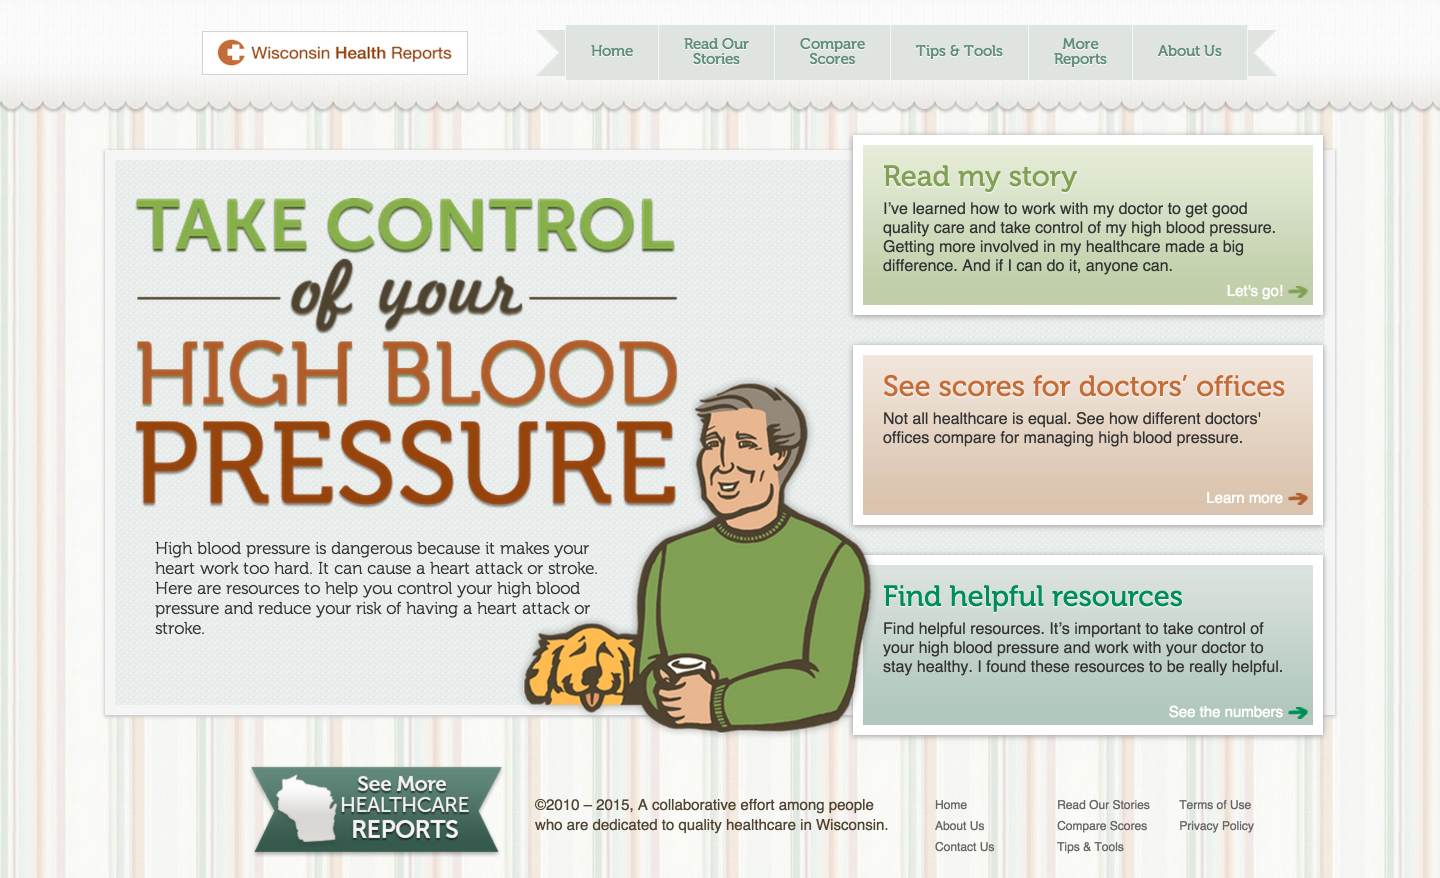 Wisconsin Health Reports
Home
Read Our
Stories
Compare
Scores
Tips & Tools
More
Reports
About Us
TAKE CONTROL
of your
HIGH BLOOD
PRESSURE
High blood pressure is dangerous because it makes your
heart work too hard. It can cause a heart attack or stroke.
Here are resources to help you control your high blood
pressure and reduce your risk of having a heart attack or
stroke.
Read my story
I’ve learned how to work with my doctor to get good
quality care and take control of my high blood pressure.
Getting more involved in my healthcare made a big
difference. And if I can do it, anyone can.
Let's go!
See scores for doctors’ offices
Not all healthcare is equal. See how different doctors'
offices compare for managing high blood pressure.
Learn more
Find helpful resources
Find helpful resources. It’s important to take control of
your high blood pressure and work with your doctor to
stay healthy. I found these resources to be really helpful.
See the numbers
See More
HEALTHCARE
REPORTS
©2010 – 2015, A collaborative effort among people
who are dedicated to quality healthcare in Wisconsin.
Home
About Us
Contact Us
Read Our Stories
Compare Scores
Tips & Tools
Terms of Use
Privacy Policy